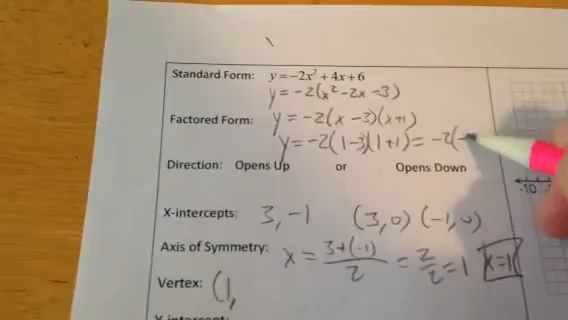 Standard Form: y = −2x² + 4x + 6
y = −2(x² −2x −3)
Factored Form: y = −2(x −3)(x+1)
y = −2(1−3)(1+1) = −2(−
Direction: Opens Up or Opens Down
X-intercepts: 3, −1 (3, 0) (−1, 0)
Axis of Symmetry: x = 3+(−1)/2 = 2/2 = 1 x=1
Vertex: (1,
Y-intercept:
-10